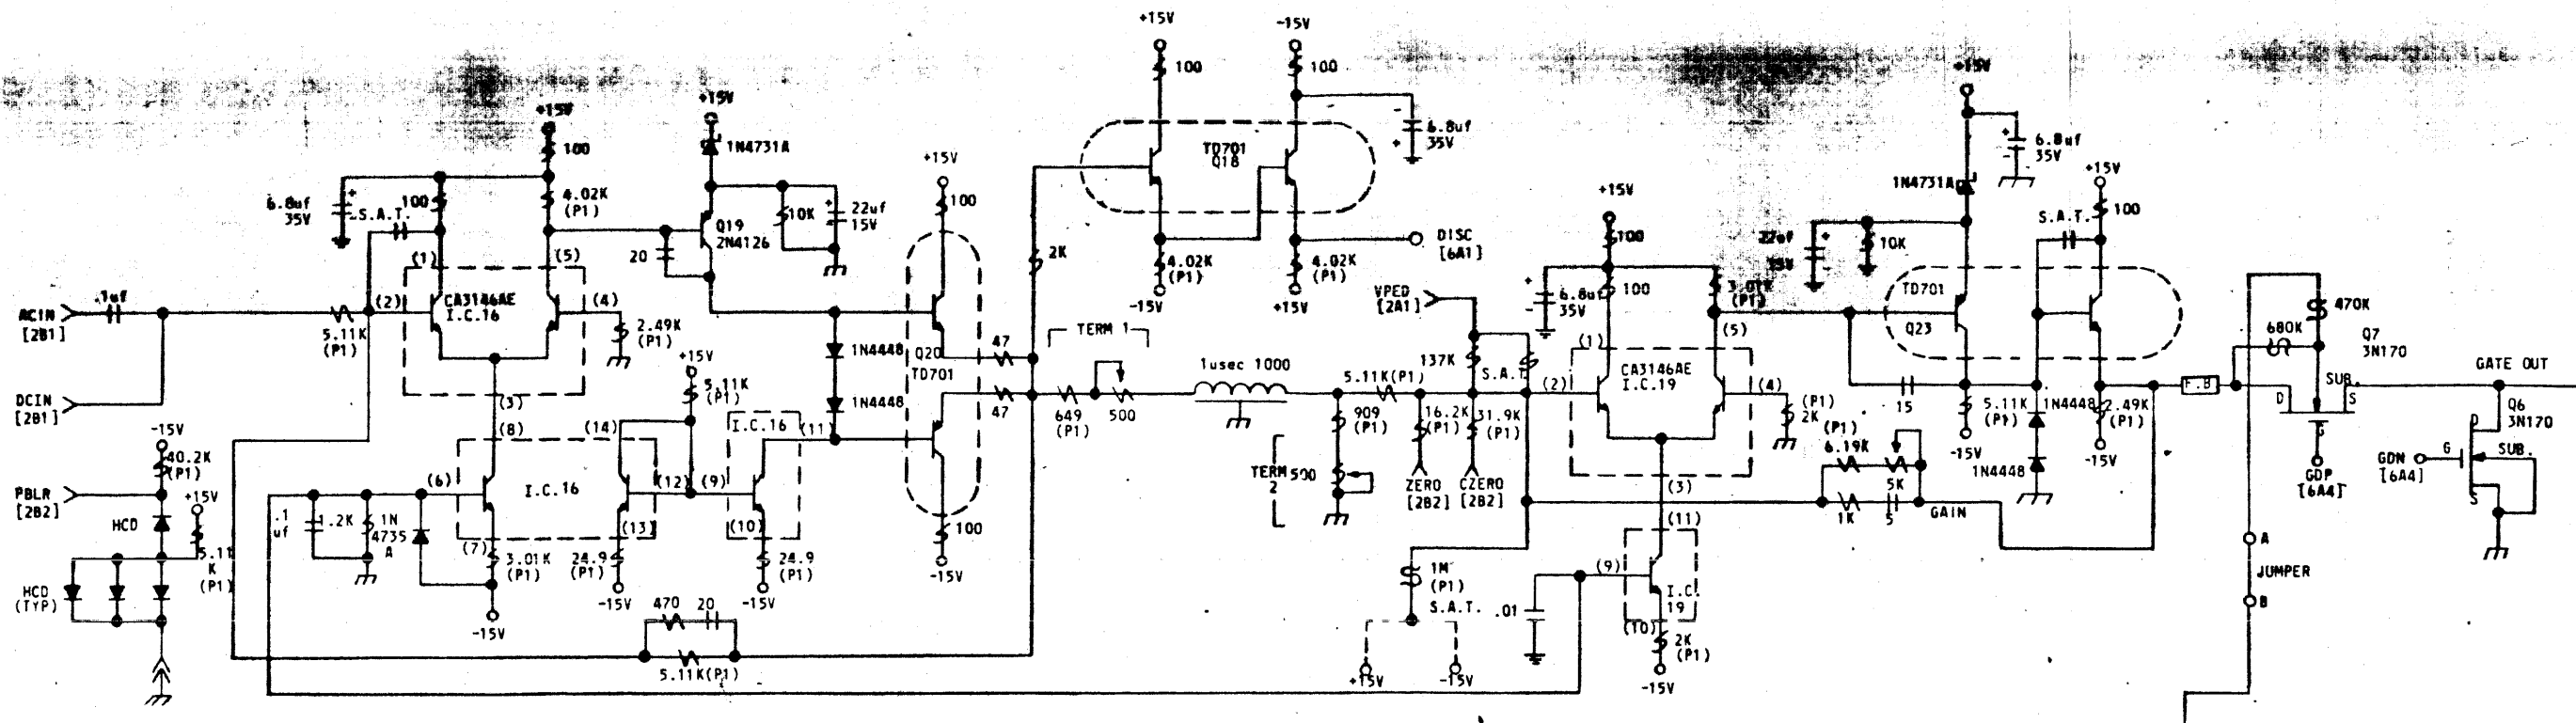 +15V
-15V
100
100
+15V
+15V
+15V
100
1N4731A
TD701
Q18
6.8uf
35V
+15V
6.8uf
35V
S.A.T.
100
4.02K
(P1)
Q19
2N4126
10K
22uf
15V
20
+15V
100
2K
4.02K
(P1)
-15V
4.02K
(P1)
+15V
DISC
[6A1]
+15V
100
1N4731A
6.8uf
35V
+15V
S.A.T.
100
22uf
15V
10K
(1)
(5)
ACIN
[2B1]
.1uf
5.11K
(P1)
(2)
CA3146AE
I.C.16
(4)
2.49K
(P1)
DCIN
[2B1]
(3)
1N4448
1N4448
Q20
TD701
47
47
TERM 1
649
(P1)
500
1usec 1000
VPED
[2A1]
6.8uf
35V
100
3.01K
(P1)
(5)
(1)
TD701
Q23
137K
S.A.T.
5.11K(P1)
909
(P1)
16.2K
(P1)
31.9K
(P1)
(2)
CA3146AE
I.C.19
(4)
(P1)
2K
(3)
15
5.11K
(P1)
1N4448
2.49K
(P1)
-15V
1N4448
-15V
F.B
470K
680K
Q7
3N170
SUB.
D
S
G
GDP
[6A4]
GATE OUT
Q6
3N170
D
G
SUB.
S
GDN
[6A4]
-15V
40.2K
(P1)
PBLR
[2B2]
HCD
+15V
5.11
K
(P1)
HCD
(TYP)
(8)
(14)
+15V
5.11K
(P1)
I.C.16
(11)
(6)
I.C.16
(12)
(9)
.1
uf
1.2K
1N
4735
A
(7)
(13)
(10)
3.01K
(P1)
24.9
(P1)
24.9
(P1)
-15V
-15V
-15V
100
-15V
470
20
5.11K(P1)
TERM
2
500
ZERO
[2B2]
CZERO
[2B2]
(P1)
6.19K
5K
1K
5
GAIN
1M
(P1)
S.A.T.
+15V
-15V
.01
(11)
(9)
I.C.
19
(10)
2K
(P1)
-15V
A
JUMPER
B